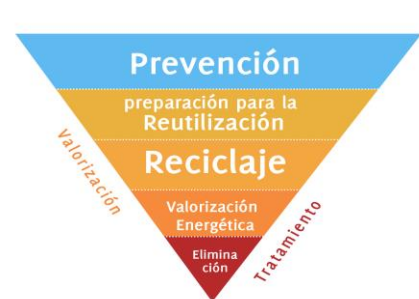 Prevención
preparación para la
Reutilización
Reciclaje
Valorización
Energética
Elimina
ción
Valorización
Tratamiento